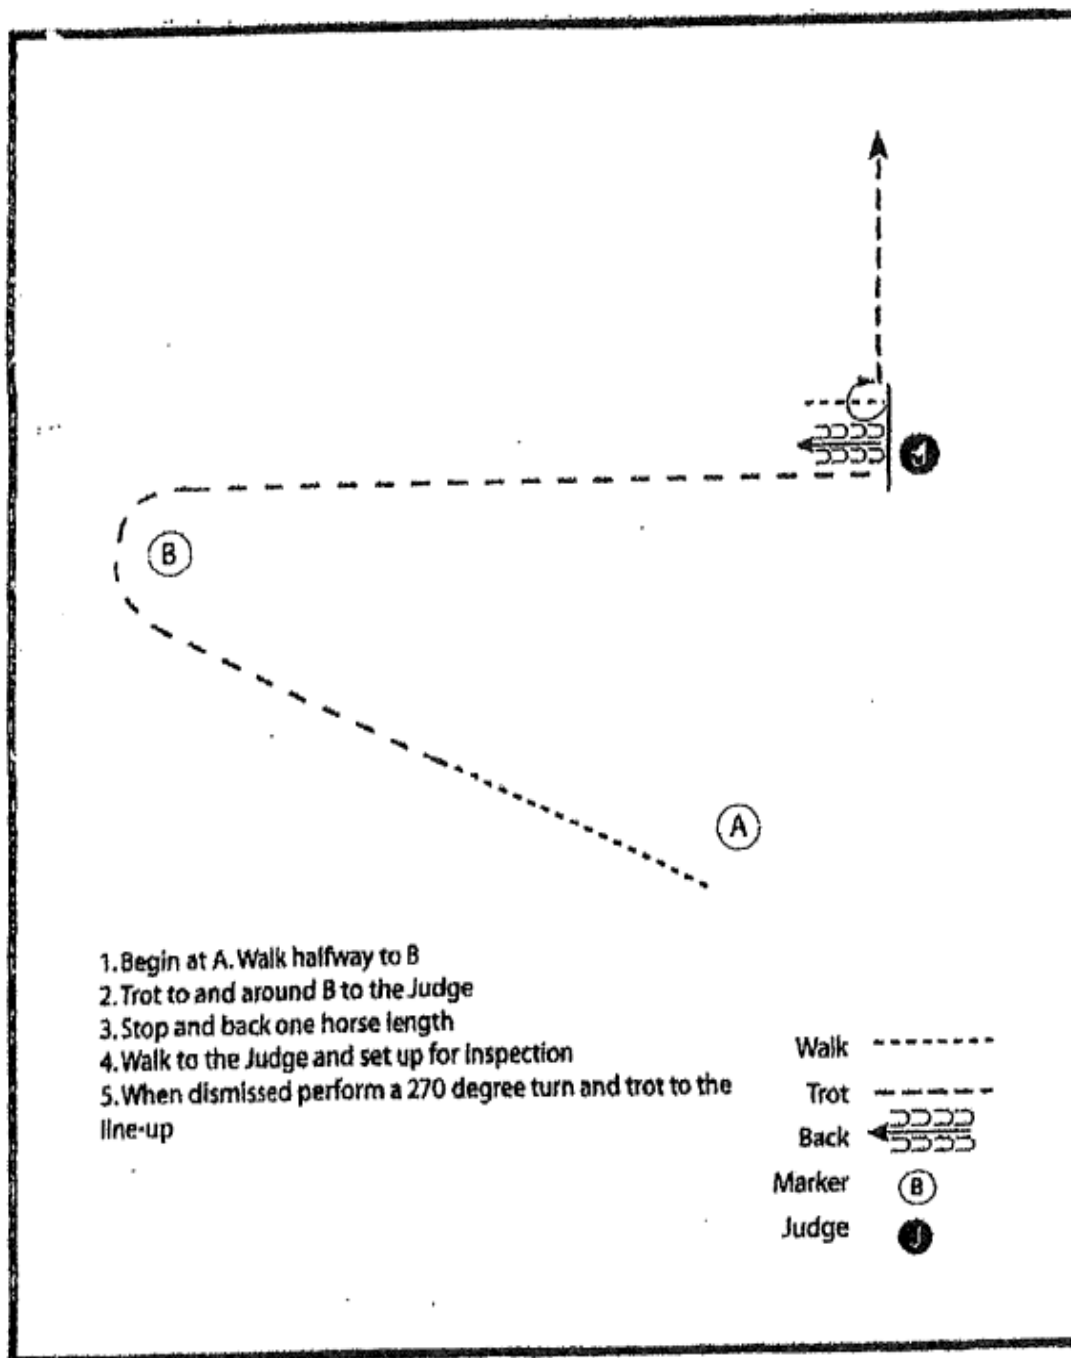 J
B
A
1. Begin at A. Walk halfway to B
2. Trot to and around B to the Judge
3. Stop and back one horse length
4. Walk to the Judge and set up for inspection
5. When dismissed perform a 270 degree turn and trot to the
line-up
Walk
Trot
Back
Marker B
Judge J